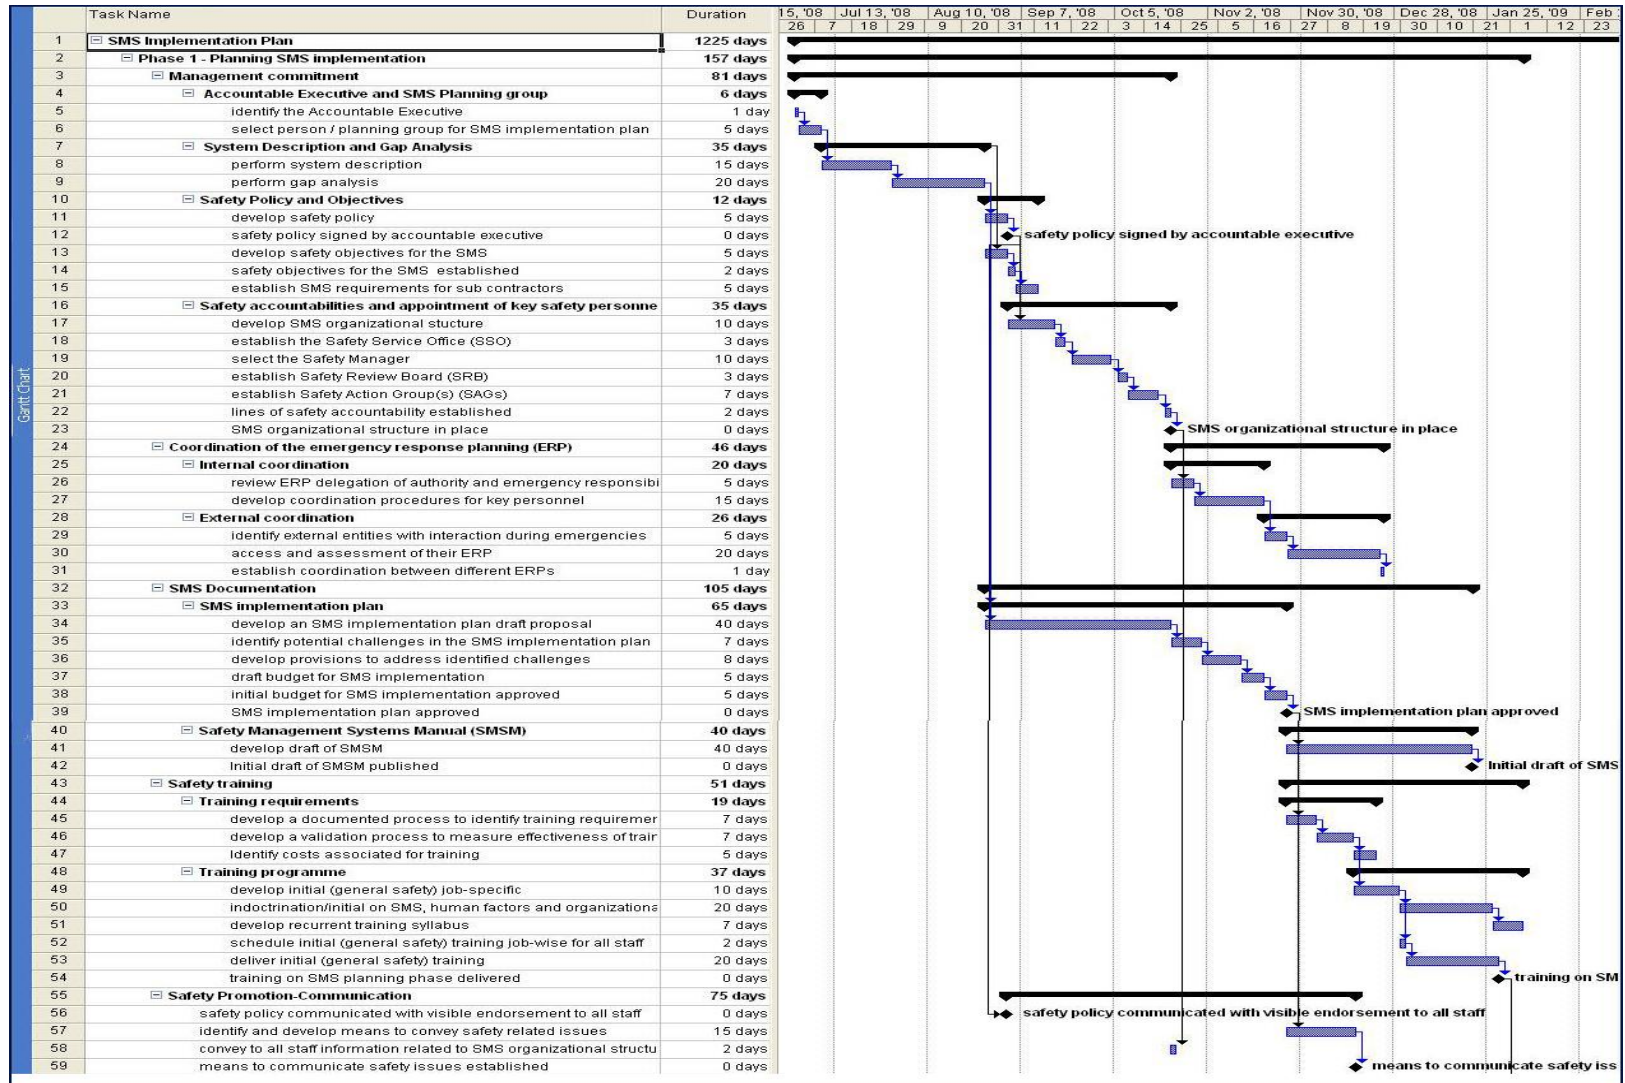 Task Name Duration 15, '08 Jul 13, '08 Aug 10, '08 Sep 7, '08 Oct 5, '08 Nov 2, '08 Nov 30, '08 Dec 28, '08 Jan 25, '09 Feb
26 7 18 29 9 20 31 11 22 3 14 25 5 16 27 8 19 30 10 21 1 12 23
1 SMS Implementation Plan 1225 days
2 Phase 1 - Planning SMS implementation 157 days
3 Management commitment 81 days
4 Accountable Executive and SMS Planning group 6 days
5 identify the Accountable Executive 1 day
6 select person / planning group for SMS implementation plan 5 days
7 System Description and Gap Analysis 35 days
8 perform system description 15 days
9 perform gap analysis 20 days
10 Safety Policy and Objectives 12 days
11 develop safety policy 5 days
12 safety policy signed by accountable executive 0 days safety policy signed by accountable executive
13 develop safety objectives for the SMS 5 days
14 safety objectives for the SMS established 2 days
15 establish SMS requirements for sub contractors 5 days
16 Safety accountabilities and appointment of key safety personne 35 days
17 develop SMS organizational stucture 10 days
18 establish the Safety Service Office (SSO) 3 days
19 select the Safety Manager 10 days
20 establish Safety Review Board (SRB) 3 days
21 establish Safety Action Group(s) (SAGs) 7 days
22 lines of safety accountability established 2 days
23 SMS organizational structure in place 0 days SMS organizational structure in place
24 Coordination of the emergency response planning (ERP) 46 days
25 Internal coordination 20 days
26 review ERP delegation of authority and emergency responsibi 5 days
27 develop coordination procedures for key personnel 15 days
28 External coordination 26 days
29 identify external entities with interaction during emergencies 5 days
30 access and assessment of their ERP 20 days
31 establish coordination between different ERPs 1 day
32 SMS Documentation 105 days
33 SMS implementation plan 65 days
34 develop an SMS implementation plan draft proposal 40 days
35 identify potential challenges in the SMS implementation plan 7 days
36 develop provisions to address identified challenges 8 days
37 draft budget for SMS implementation 5 days
38 initial budget for SMS implementation approved 5 days
39 SMS implementation plan approved 0 days SMS implementation plan approved
40 Safety Management Systems Manual (SMSM) 40 days
41 develop draft of SMSM 40 days
42 Initial draft of SMSM published 0 days Initial draft of SMS
43 Safety training 51 days
44 Training requirements 19 days
45 develop a documented process to identify training requiremer 7 days
46 develop a validation process to measure effectiveness of trair 7 days
47 Identify costs associated for training 5 days
48 Training programme 37 days
49 develop initial (general safety) job-specific 10 days
50 indoctrination/initial on SMS, human factors and organizationa 20 days
51 develop recurrent training syllabus 7 days
52 schedule initial (general safety) training job-wise for all staff 2 days
53 deliver initial (general safety) training 20 days
54 training on SMS planning phase delivered 0 days training on SM
55 Safety Promotion-Communication 75 days
56 safety policy communicated with visible endorsement to all staff 0 days safety policy communicated with visible endorsement to all staff
57 identify and develop means to convey safety related issues 15 days
58 convey to all staff information related to SMS organizational structu 2 days
59 means to communicate safety issues established 0 days means to communicate safety iss
Gantt Chart